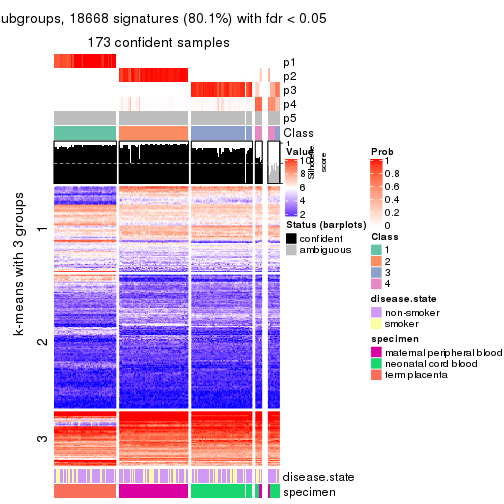 ubgroups, 18668 signatures (80.1%) with fdr < 0.05
173 confident samples
p1
p2
p3
p4
p5
Class
1
Silhouette
score
k-means with 3 groups
1
2
3
Value
10
8
6
4
2
Status (barplots)
confident
ambiguous
Prob
1
0.8
0.6
0.4
0.2
0
Class
1
2
3
4
disease.state
non-smoker
smoker
specimen
maternal peripheral blood
neonatal cord blood
term placenta
disease.state
specimen